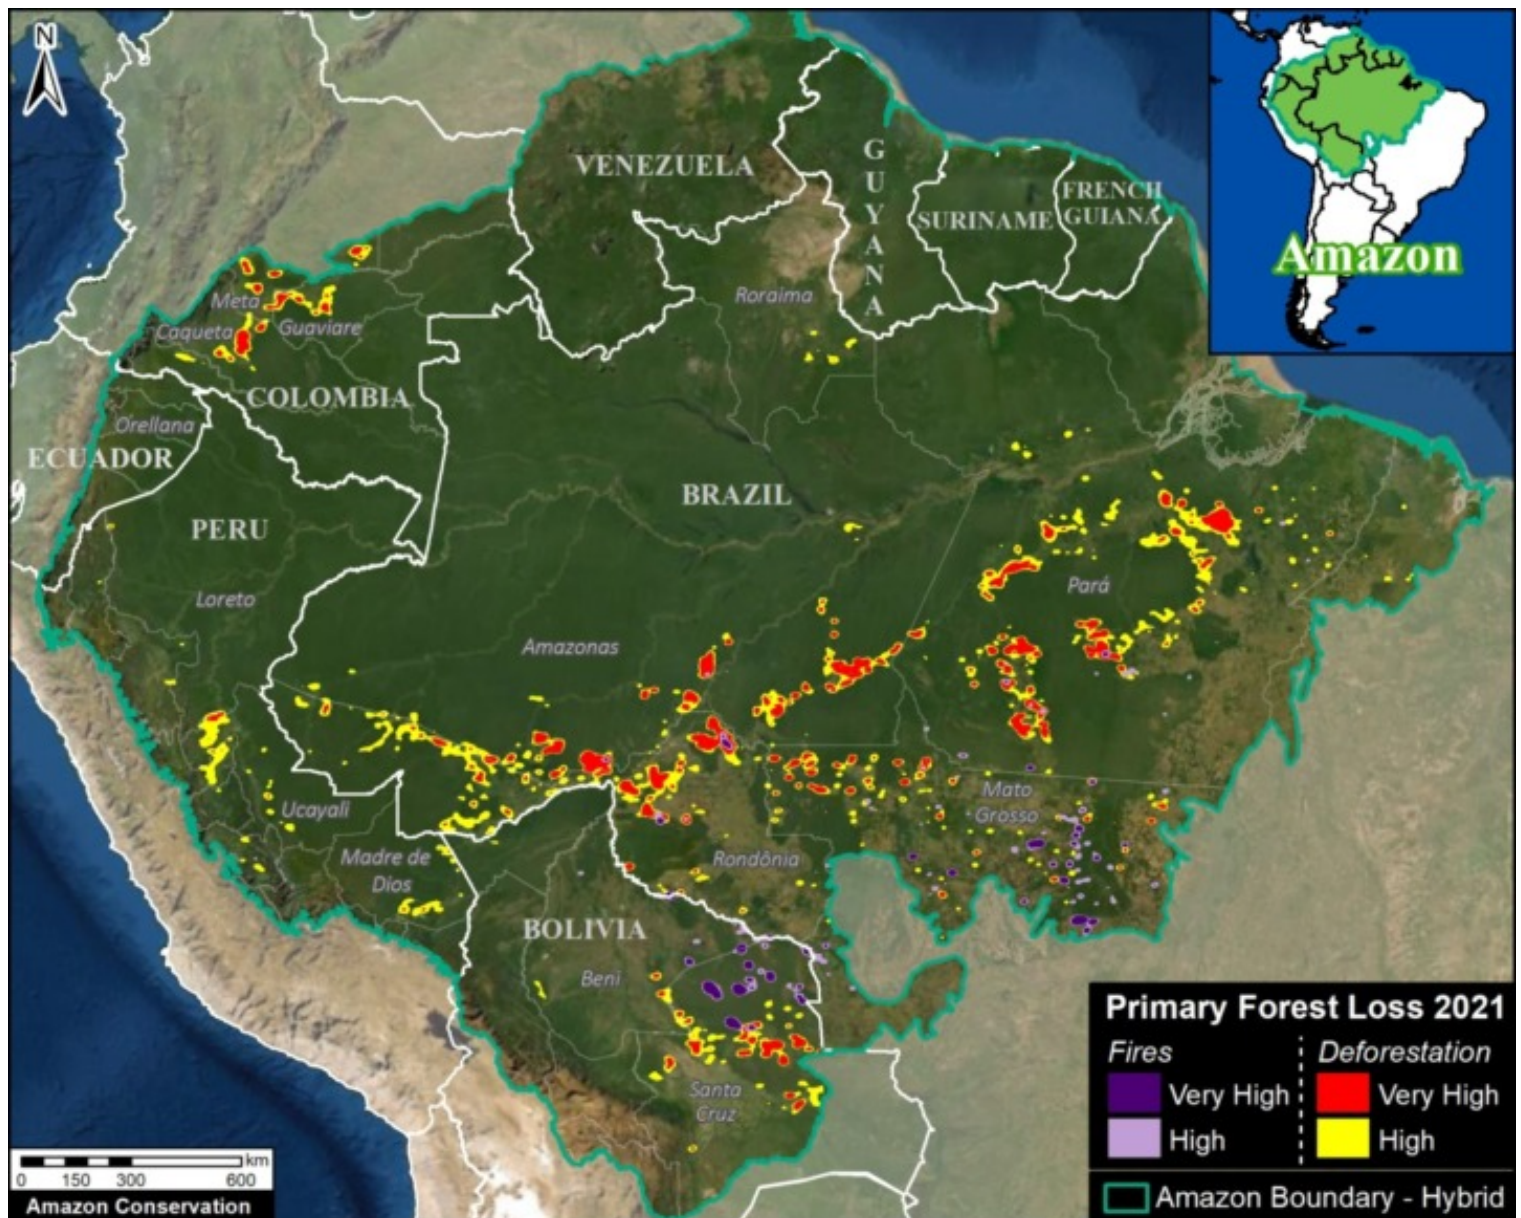 N
VENEZUELA
G
U
Y
A
N
A
SURINAME
FRENCH
GUIANA
Amazon
Meta
Caqueta
Guaviare
Roraima
COLOMBIA
Orellana
ECUADOR
BRAZIL
PERU
Loreto
Pará
Amazonas
Ucayali
Mato
Grosso
Madre de
Dios
Rondônia
BOLIVIA
Beni
Santa
Cruz
Primary Forest Loss 2021
Fires
Deforestation
Very High
Very High
High
High
Amazon Boundary - Hybrid
km
0 150 300 600
Amazon Conservation